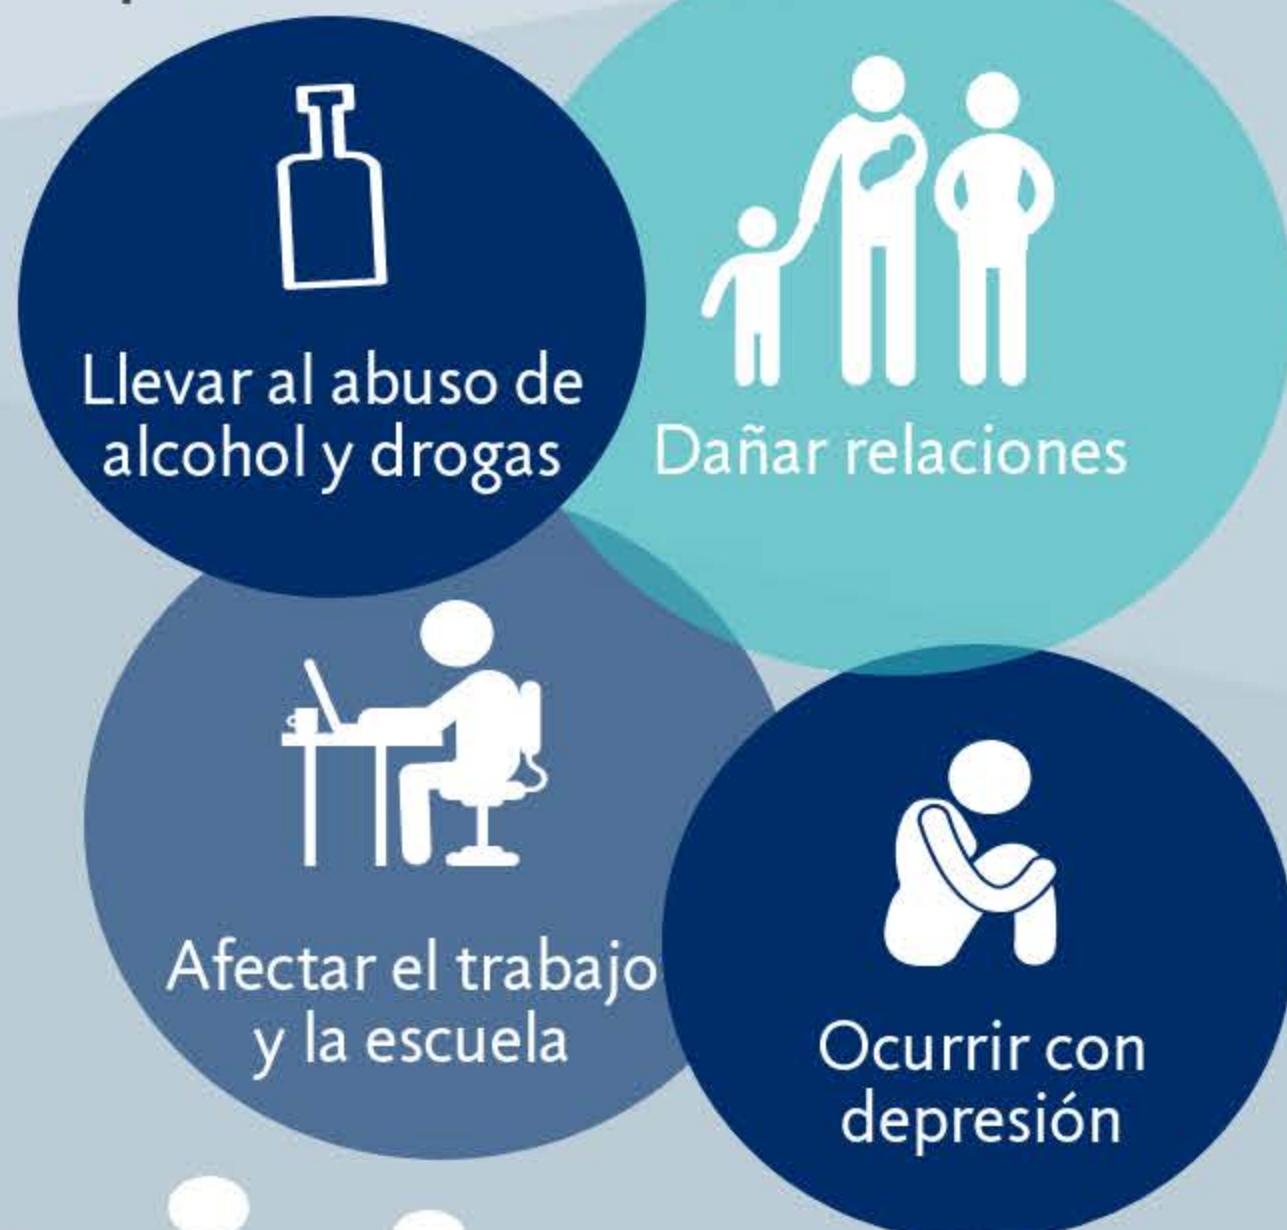 Llevar al abuso de
alcohol y drogas
Dañar relaciones
Afectar el trabajo
y la escuela
Ocurrir con
depresión